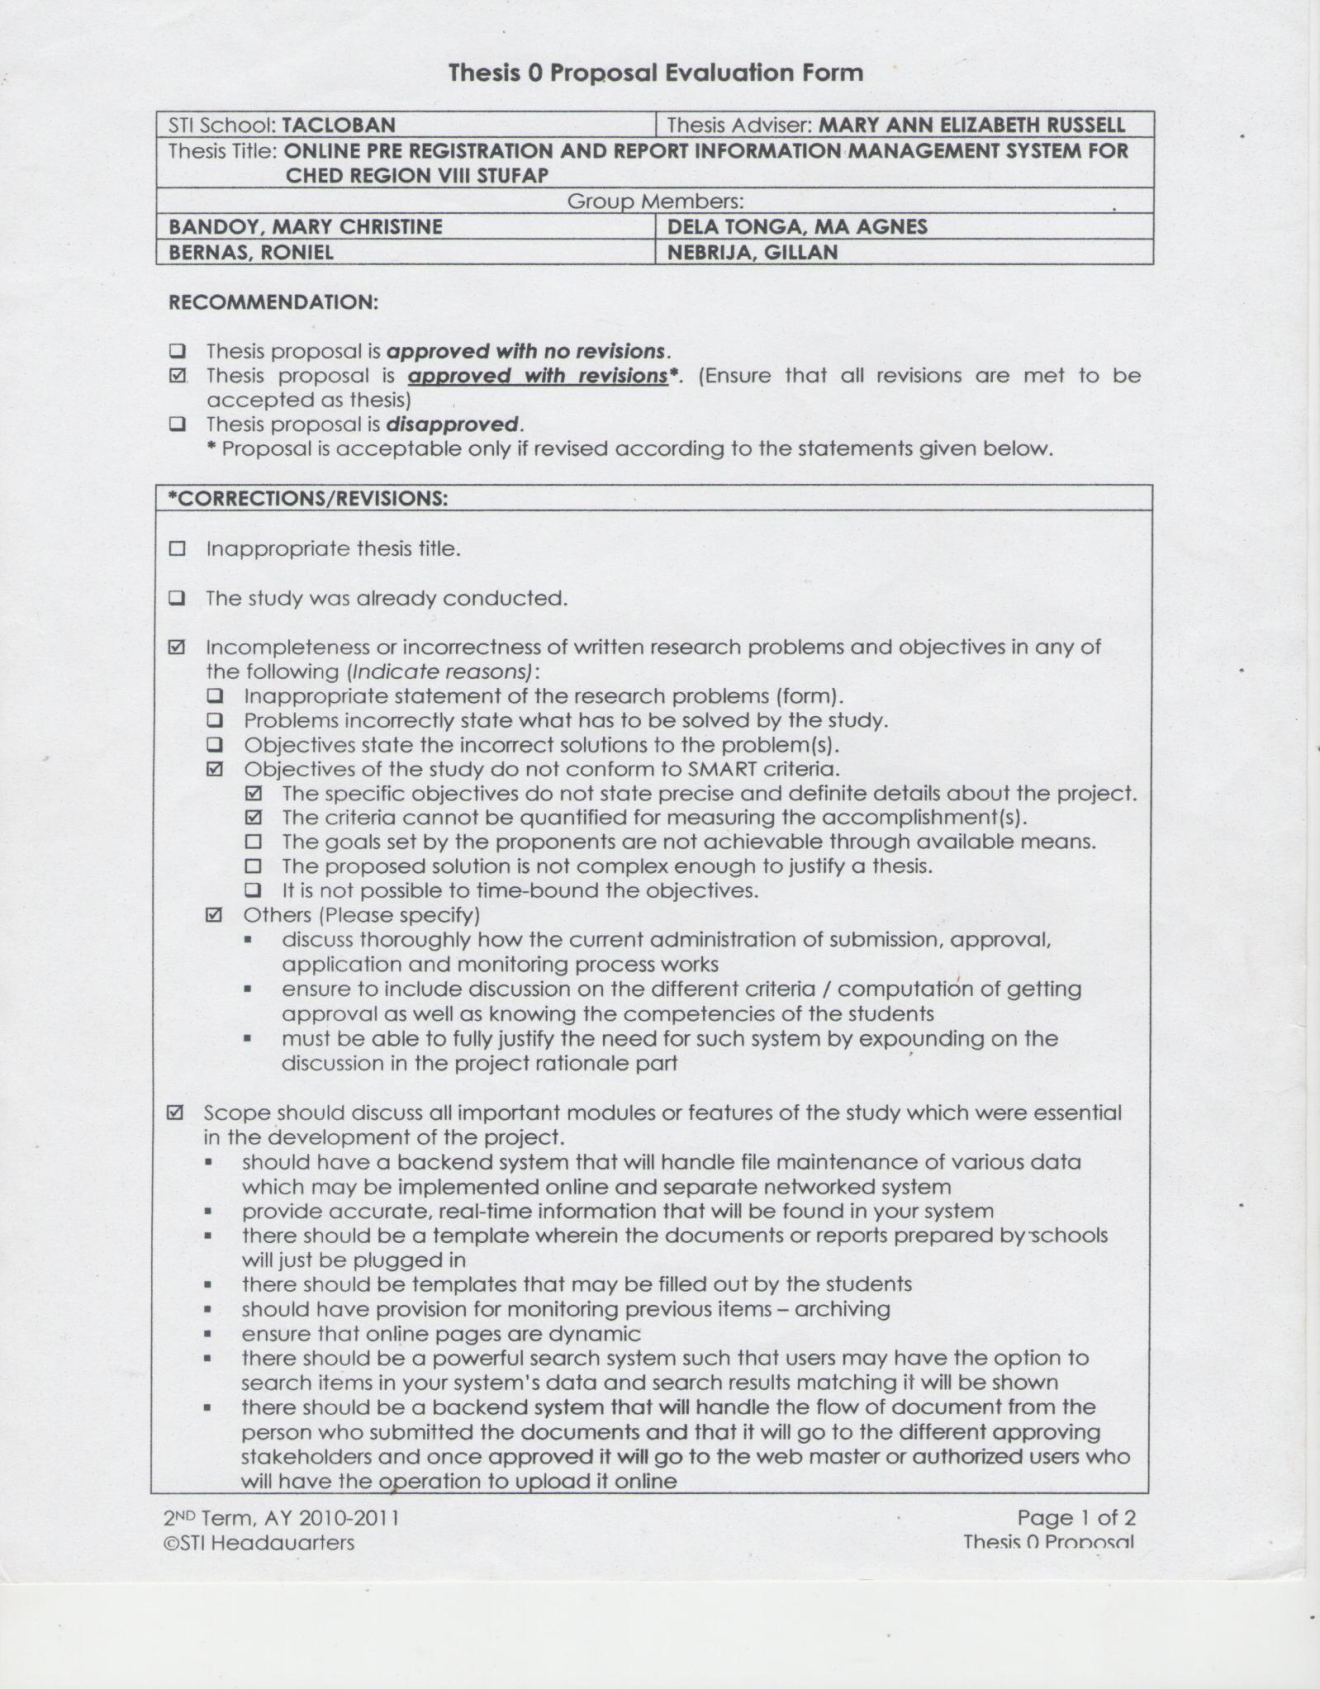 Thesis 0 Proposal Evaluation Form
STI School: TACLOBAN
Thesis Adviser: MARY ANN ELIZABETH RUSSELL
Thesis Title: ONLINE PRE REGISTRATION AND REPORT INFORMATION MANAGEMENT SYSTEM FOR
CHED REGION VIII STUFAP
Group Members:
BANDOY, MARY CHRISTINE
DELA TONGA, MA AGNES
BERNAS, RONIEL
NEBRIJA, GILLAN
RECOMMENDATION:
❑ Thesis proposal is approved with no revisions.
☑ Thesis proposal is approved with revisions*. (Ensure that all revisions are met to be
accepted as thesis)
❑ Thesis proposal is disapproved.
* Proposal is acceptable only if revised according to the statements given below.
*CORRECTIONS/REVISIONS:
☐ Inappropriate thesis title.
❑ The study was already conducted.
☑ Incompleteness or incorrectness of written research problems and objectives in any of
the following (Indicate reasons):
❑ Inappropriate statement of the research problems (form).
❑ Problems incorrectly state what has to be solved by the study.
❑ Objectives state the incorrect solutions to the problem(s).
☑ Objectives of the study do not conform to SMART criteria.
☑ The specific objectives do not state precise and definite details about the project.
☑ The criteria cannot be quantified for measuring the accomplishment(s).
☐ The goals set by the proponents are not achievable through available means.
☐ The proposed solution is not complex enough to justify a thesis.
❑ It is not possible to time-bound the objectives.
☑ Others (Please specify)
▪ discuss thoroughly how the current administration of submission, approval,
application and monitoring process works
▪ ensure to include discussion on the different criteria / computation of getting
approval as well as knowing the competencies of the students
▪ must be able to fully justify the need for such system by expounding on the
discussion in the project rationale part
☑ Scope should discuss all important modules or features of the study which were essential
in the development of the project.
▪ should have a backend system that will handle file maintenance of various data
which may be implemented online and separate networked system
▪ provide accurate, real-time information that will be found in your system
▪ there should be a template wherein the documents or reports prepared by schools
will just be plugged in
▪ there should be templates that may be filled out by the students
▪ should have provision for monitoring previous items – archiving
▪ ensure that online pages are dynamic
▪ there should be a powerful search system such that users may have the option to
search items in your system's data and search results matching it will be shown
▪ there should be a backend system that will handle the flow of document from the
person who submitted the documents and that it will go to the different approving
stakeholders and once approved it will go to the web master or authorized users who
will have the operation to upload it online
2ND Term, AY 2010-2011
Page 1 of 2
©STI Headquarters
Thesis 0 Proposal